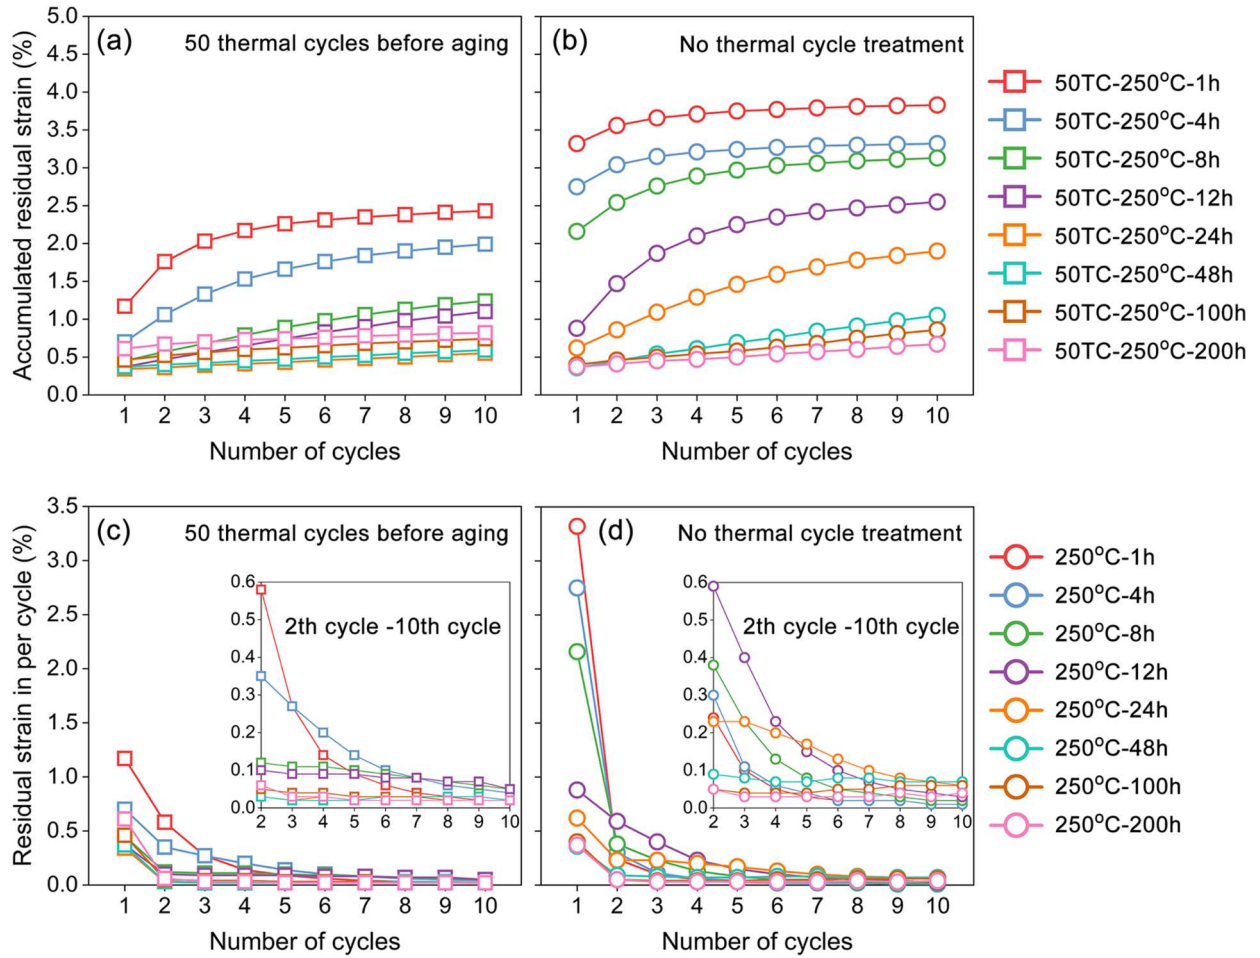 Accumulated residual strain (%)
5.0
4.5
4.0
3.5
3.0
2.5
2.0
1.5
1.0
0.5
0.0
(a)
50 thermal cycles before aging
1 2 3 4 5 6 7 8 9 10
Number of cycles
(b)
No thermal cycle treatment
1 2 3 4 5 6 7 8 9 10
Number of cycles
50TC-250°C-1h
50TC-250°C-4h
50TC-250°C-8h
50TC-250°C-12h
50TC-250°C-24h
50TC-250°C-48h
50TC-250°C-100h
50TC-250°C-200h
Residual strain in per cycle (%)
3.5
3.0
2.5
2.0
1.5
1.0
0.5
0.0
(c)
50 thermal cycles before aging
0.6
0.5
0.4
0.3
0.2
0.1
0.0
2th cycle -10th cycle
2 3 4 5 6 7 8 9 10
1 2 3 4 5 6 7 8 9 10
Number of cycles
(d)
No thermal cycle treatment
0.6
0.5
0.4
0.3
0.2
0.1
0.0
2th cycle -10th cycle
2 3 4 5 6 7 8 9 10
1 2 3 4 5 6 7 8 9 10
Number of cycles
250°C-1h
250°C-4h
250°C-8h
250°C-12h
250°C-24h
250°C-48h
250°C-100h
250°C-200h